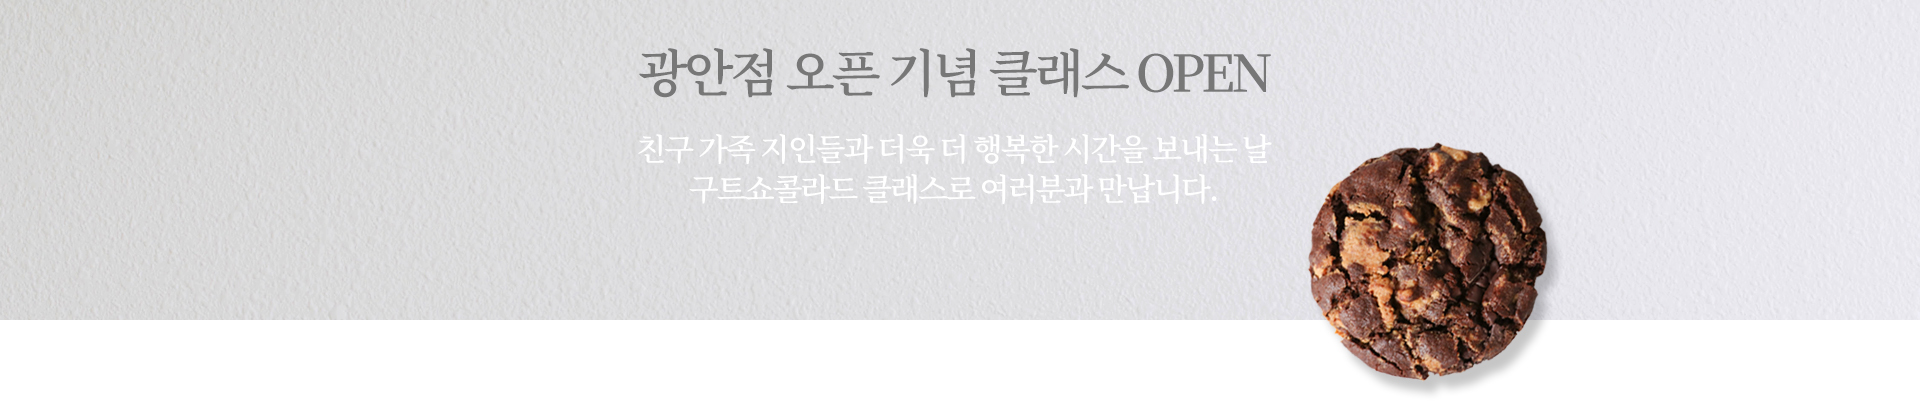 광안점 오픈 기념 클래스 OPEN
친구 가족 지인들과 더욱 더 행복한 시간을 보내는 날
구트쇼콜라드 클래스로 여러분과 만납니다.